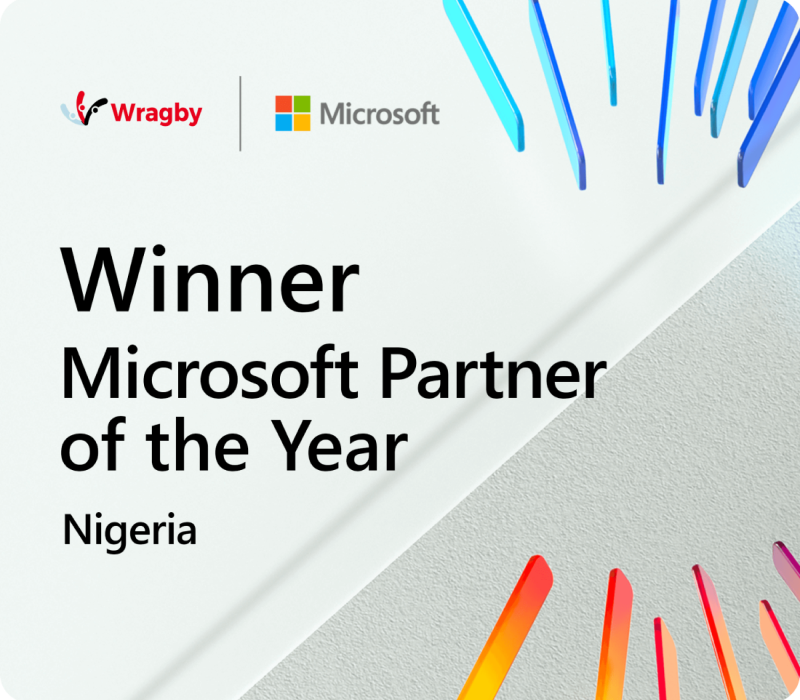 Wragby
Microsoft
Winner
Microsoft Partner
of the Year
Nigeria